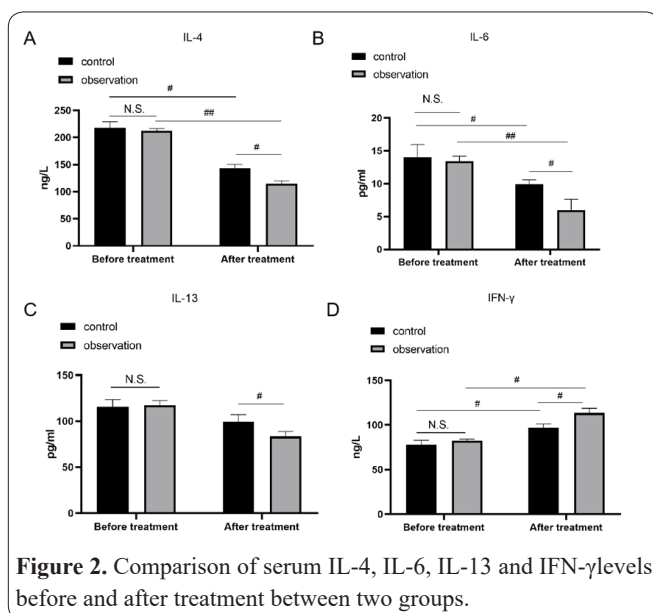 A
IL-4
control
observation
#
N.S.
##
#
250
200
150
100
50
0
ng/L
Before treatment
After treatment
B
IL-6
control
observation
N.S.
#
##
#
20
15
10
5
0
pg/ml
Before treatment
After treatment
C
IL-13
control
observation
N.S.
#
150
100
50
0
pg/ml
Before treatment
After treatment
D
IFN-γ
control
observation
#
#
#
N.S.
150
100
50
0
ng/L
Before treatment
After treatment
Figure 2. Comparison of serum IL-4, IL-6, IL-13 and IFN-γlevels
before and after treatment between two groups.